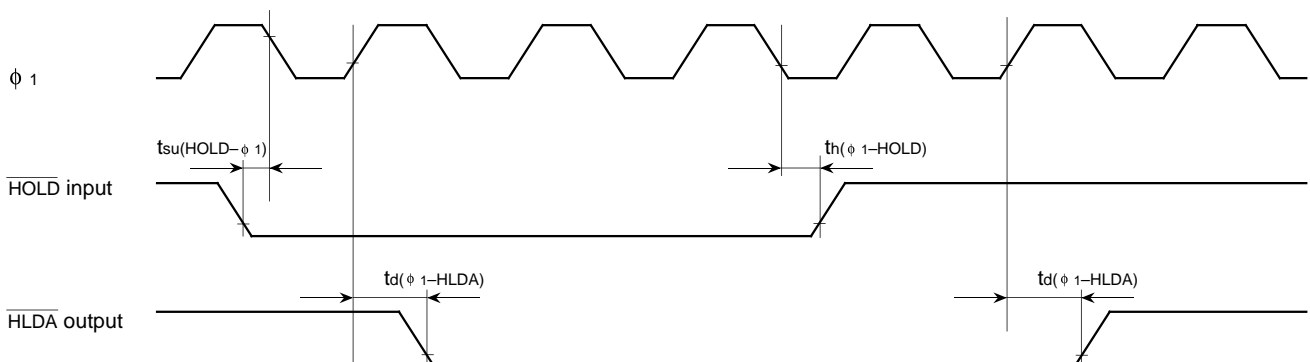 ϕ 1
tsu(HOLD–ϕ 1)
th(ϕ 1–HOLD)
HOLD input
td(ϕ 1–HLDA)
td(ϕ 1–HLDA)
HLDA output